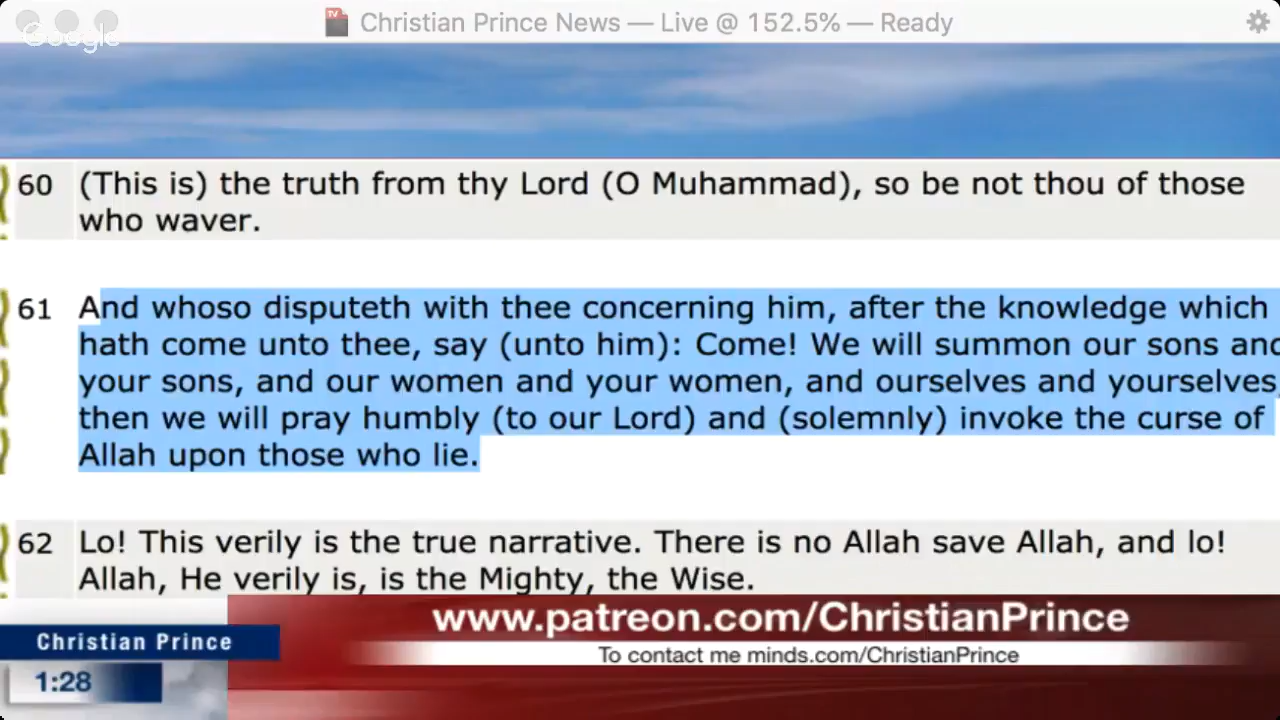 Christian Prince News — Live @ 152.5% — Ready
Google
60 (This is) the truth from thy Lord (O Muhammad), so be not thou of those
who waver.
61 And whoso disputeth with thee concerning him, after the knowledge which
hath come unto thee, say (unto him): Come! We will summon our sons and
your sons, and our women and your women, and ourselves and yourselves,
then we will pray humbly (to our Lord) and (solemnly) invoke the curse of
Allah upon those who lie.
62 Lo! This verily is the true narrative. There is no Allah save Allah, and lo!
Allah, He verily is, is the Mighty, the Wise.
www.patreon.com/ChristianPrince
Christian Prince
To contact me minds.com/ChristianPrince
1:28